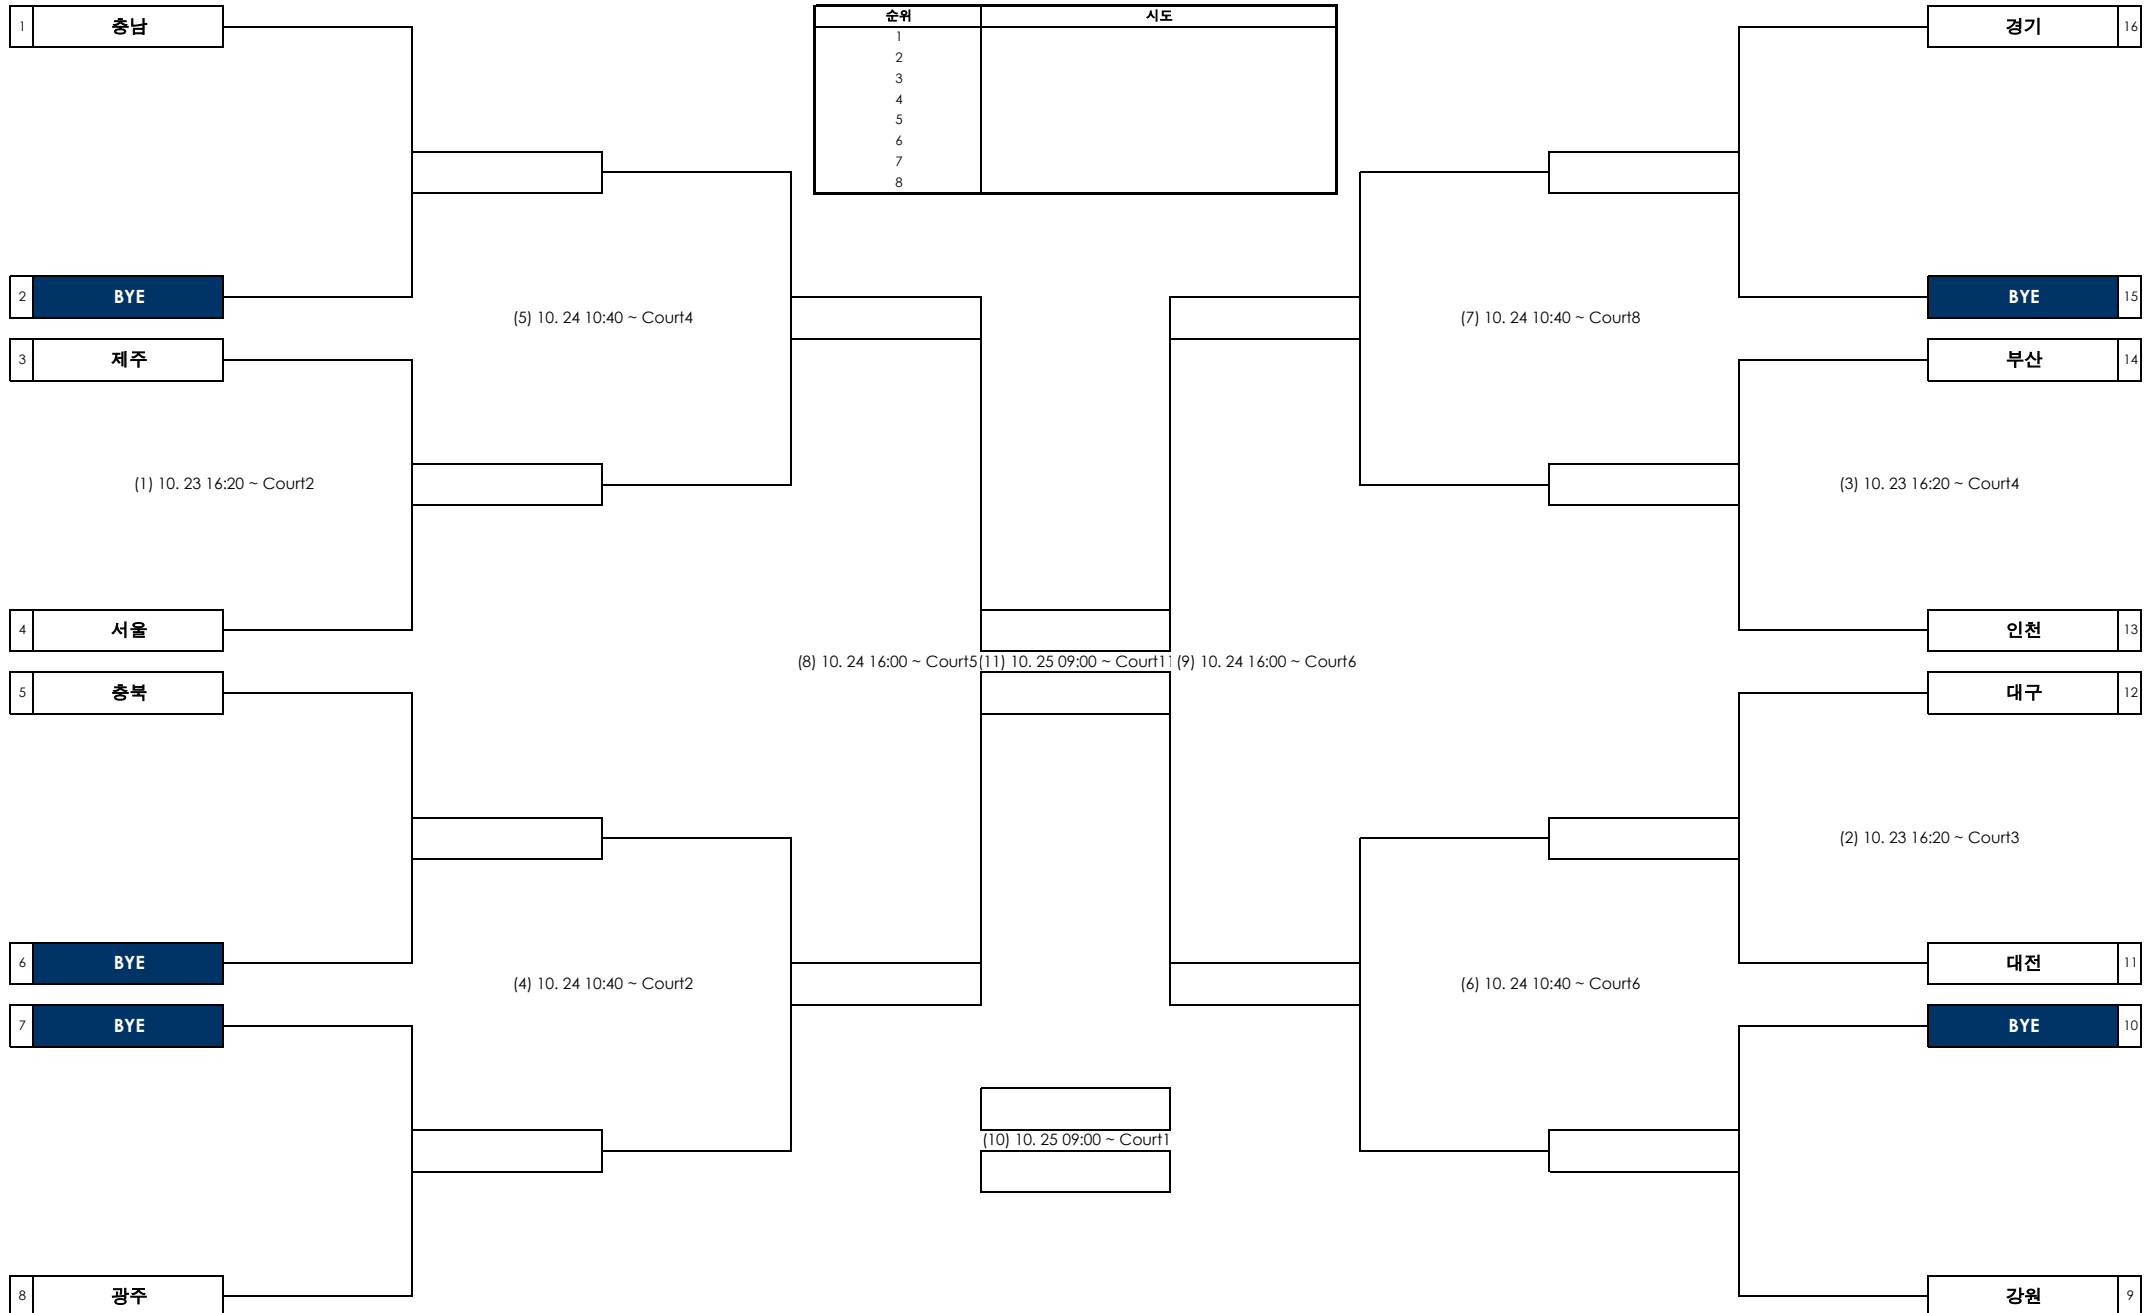 순위 시도
1
2
3
4
5
6
7
8
1 충남
2 BYE
(5) 10. 24 10:40 ~ Court4
3 제주
(1) 10. 23 16:20 ~ Court2
4 서울
5 충북
6 BYE
(4) 10. 24 10:40 ~ Court2
7 BYE
8 광주
(8) 10. 24 16:00 ~ Court5
(11) 10. 25 09:00 ~ Court11
(9) 10. 24 16:00 ~ Court6
(10) 10. 25 09:00 ~ Court1
경기 16
BYE 15
(7) 10. 24 10:40 ~ Court8
부산 14
(3) 10. 23 16:20 ~ Court4
인천 13
대구 12
(2) 10. 23 16:20 ~ Court3
대전 11
(6) 10. 24 10:40 ~ Court6
BYE 10
강원 9